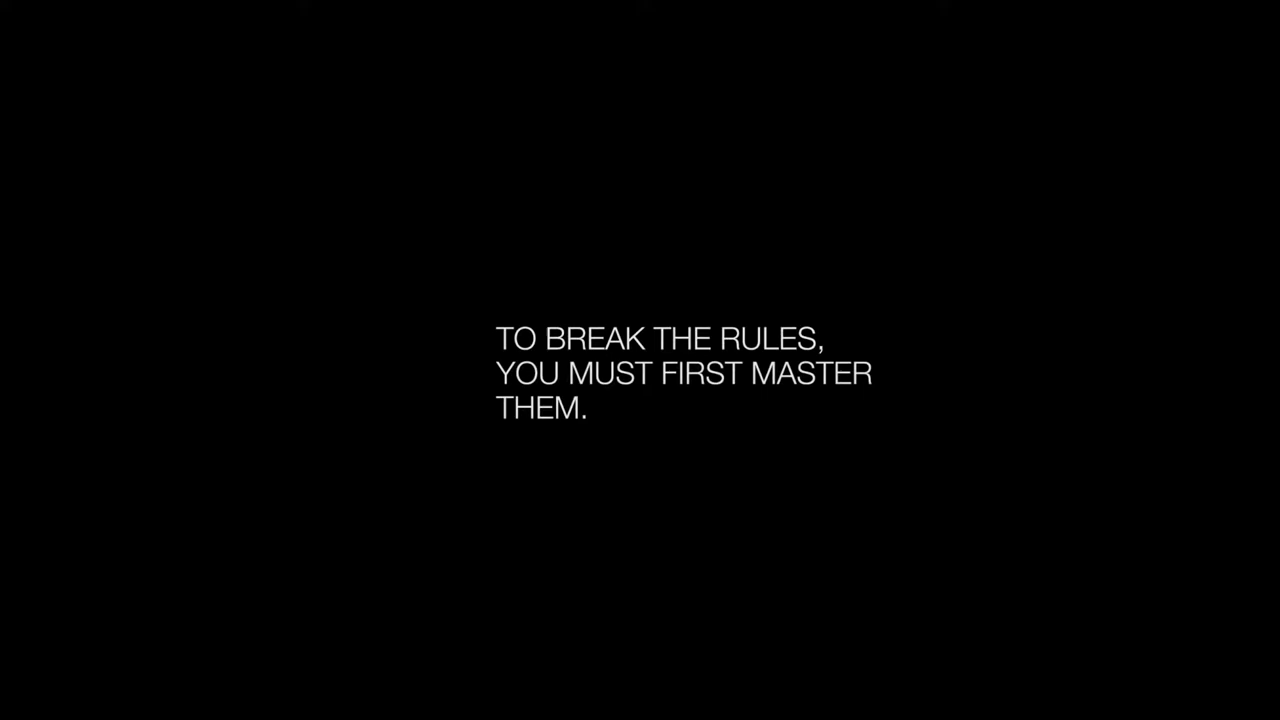 TO BREAK THE RULES,
YOU MUST FIRST MASTER
THEM.